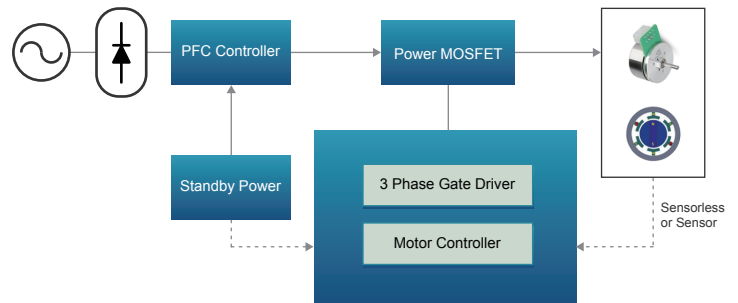 PFC Controller
Power MOSFET
Standby Power
3 Phase Gate Driver
Motor Controller
Sensorless
or Sensor